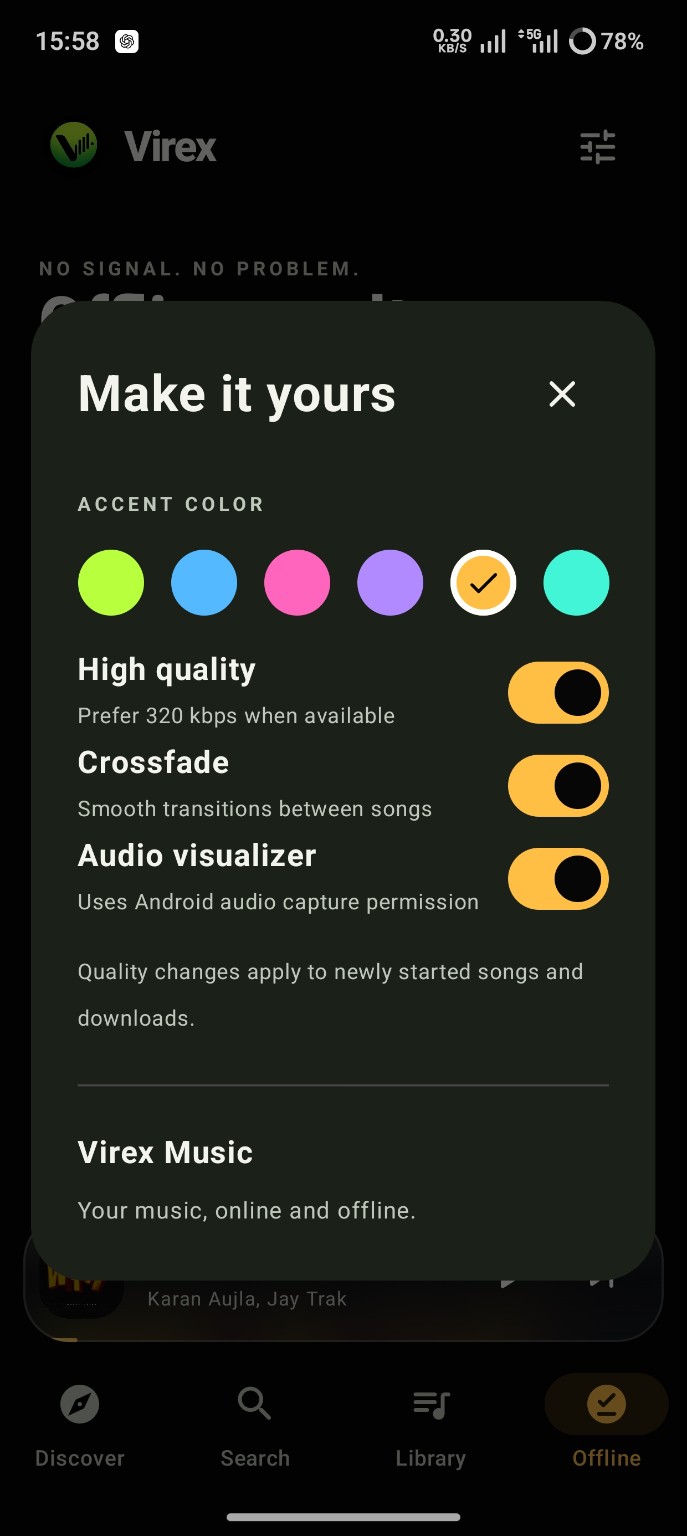 15:58
0.30
KB/S
5G
78%
Virex
NO SIGNAL. NO PROBLEM.
Make it yours
ACCENT COLOR
High quality
Prefer 320 kbps when available
Crossfade
Smooth transitions between songs
Audio visualizer
Uses Android audio capture permission
Quality changes apply to newly started songs and
downloads.
Virex Music
Your music, online and offline.
Karan Aujla, Jay Trak
Discover
Search
Library
Offline